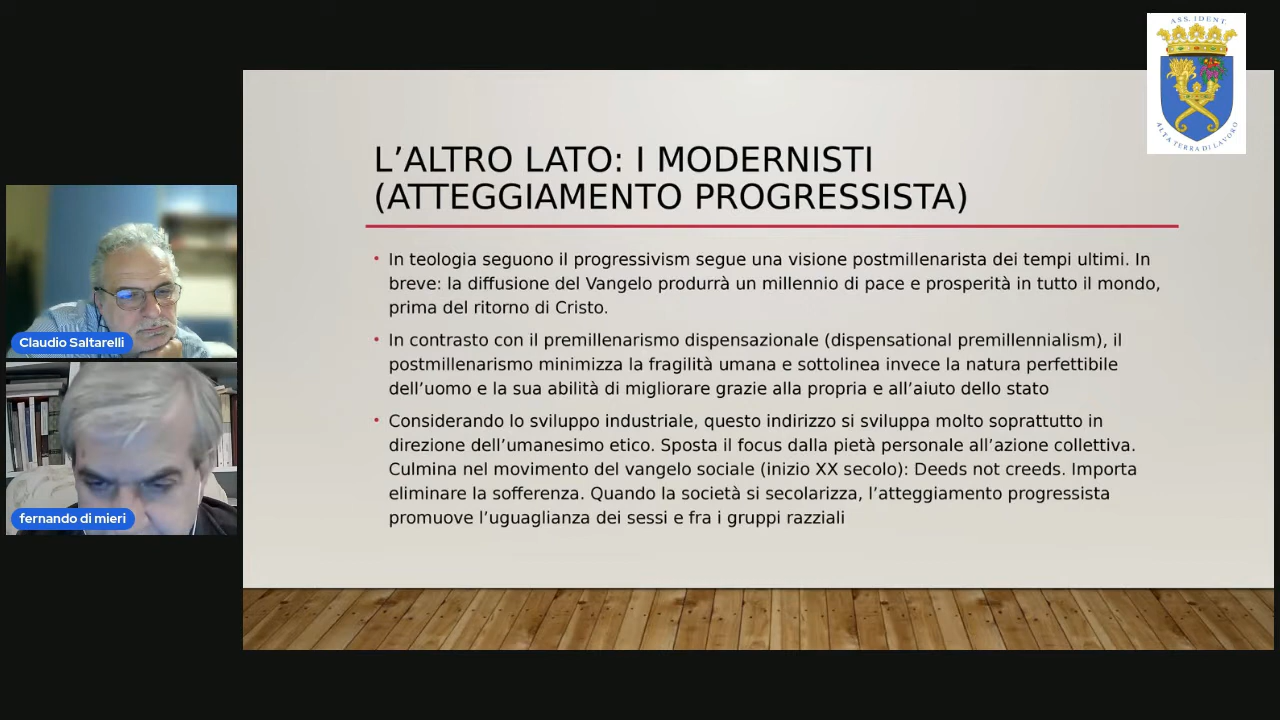 ASS. IDENT.
ALTA TERRA DI LAVORO
L’ALTRO LATO: I MODERNISTI
(ATTEGGIAMENTO PROGRESSISTA)
• In teologia seguono il progressivism segue una visione postmillenarista dei tempi ultimi. In
breve: la diffusione del Vangelo produrrà un millennio di pace e prosperità in tutto il mondo,
prima del ritorno di Cristo.
• In contrasto con il premillenarismo dispensazionale (dispensational premillennialism), il
postmillenarismo minimizza la fragilità umana e sottolinea invece la natura perfettibile
dell’uomo e la sua abilità di migliorare grazie alla propria e all’aiuto dello stato
• Considerando lo sviluppo industriale, questo indirizzo si sviluppa molto soprattutto in
direzione dell’umanesimo etico. Sposta il focus dalla pietà personale all’azione collettiva.
Culmina nel movimento del vangelo sociale (inizio XX secolo): Deeds not creeds. Importa
eliminare la sofferenza. Quando la società si secolarizza, l’atteggiamento progressista
promuove l’uguaglianza dei sessi e fra i gruppi razziali
Claudio Saltarelli
fernando di mieri